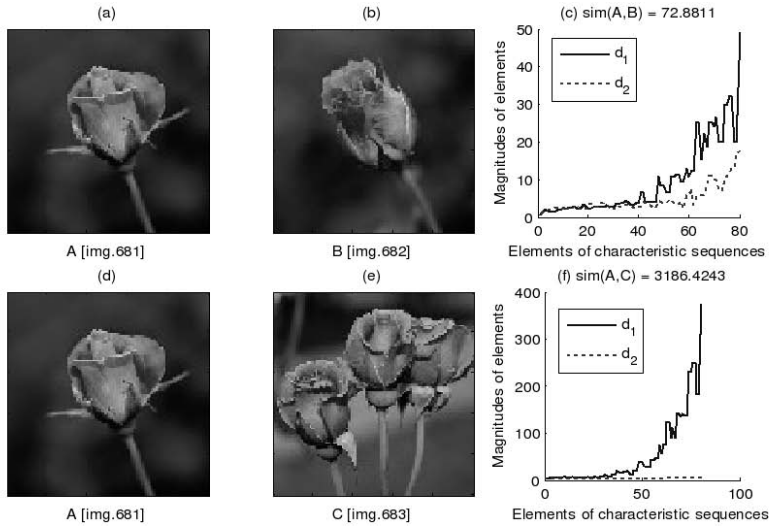 (a)
(b)
(c) sim(A,B) = 72.8811
Magnitudes of elements
50
40
30
20
10
0
d1
d2
0 20 40 60 80
A [img.681]
B [img.682]
Elements of characteristic sequences
(d)
(e)
(f) sim(A,C) = 3186.4243
Magnitudes of elements
400
300
200
100
0
d1
d2
0 50 100
A [img.681]
C [img.683]
Elements of characteristic sequences